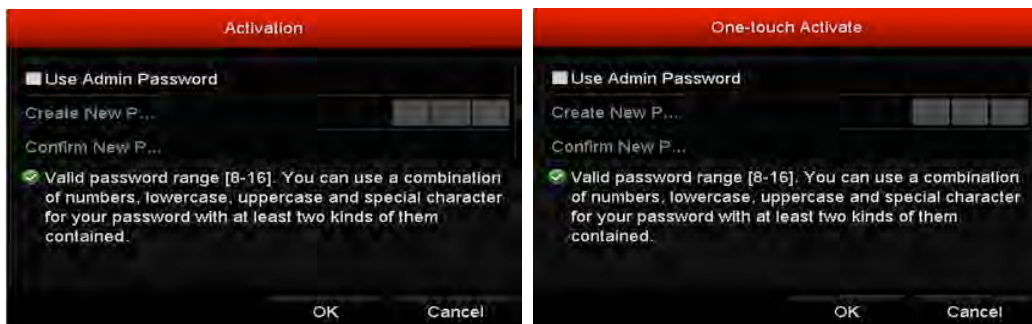 Activation
Use Admin Password
Create New P...
Confirm New P...
Valid password range [8-16]. You can use a combination
of numbers, lowercase, uppercase and special character
for your password with at least two kinds of them
contained.
OK Cancel
One-touch Activate
Use Admin Password
Create New P...
Confirm New P...
Valid password range [8-16]. You can use a combination
of numbers, lowercase, uppercase and special character
for your password with at least two kinds of them
contained.
OK Cancel